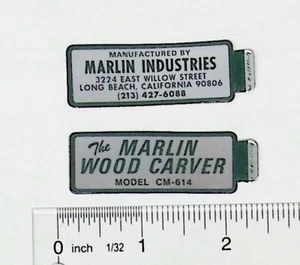 MANUFACTURED BY
MARLIN INDUSTRIES
3224 EAST WILLOW STREET
LONG BEACH, CALIFORNIA 90806
(213) 427-6088
The MARLIN
WOOD CARVER
MODEL CM-614
0 inch 1/32 1 2